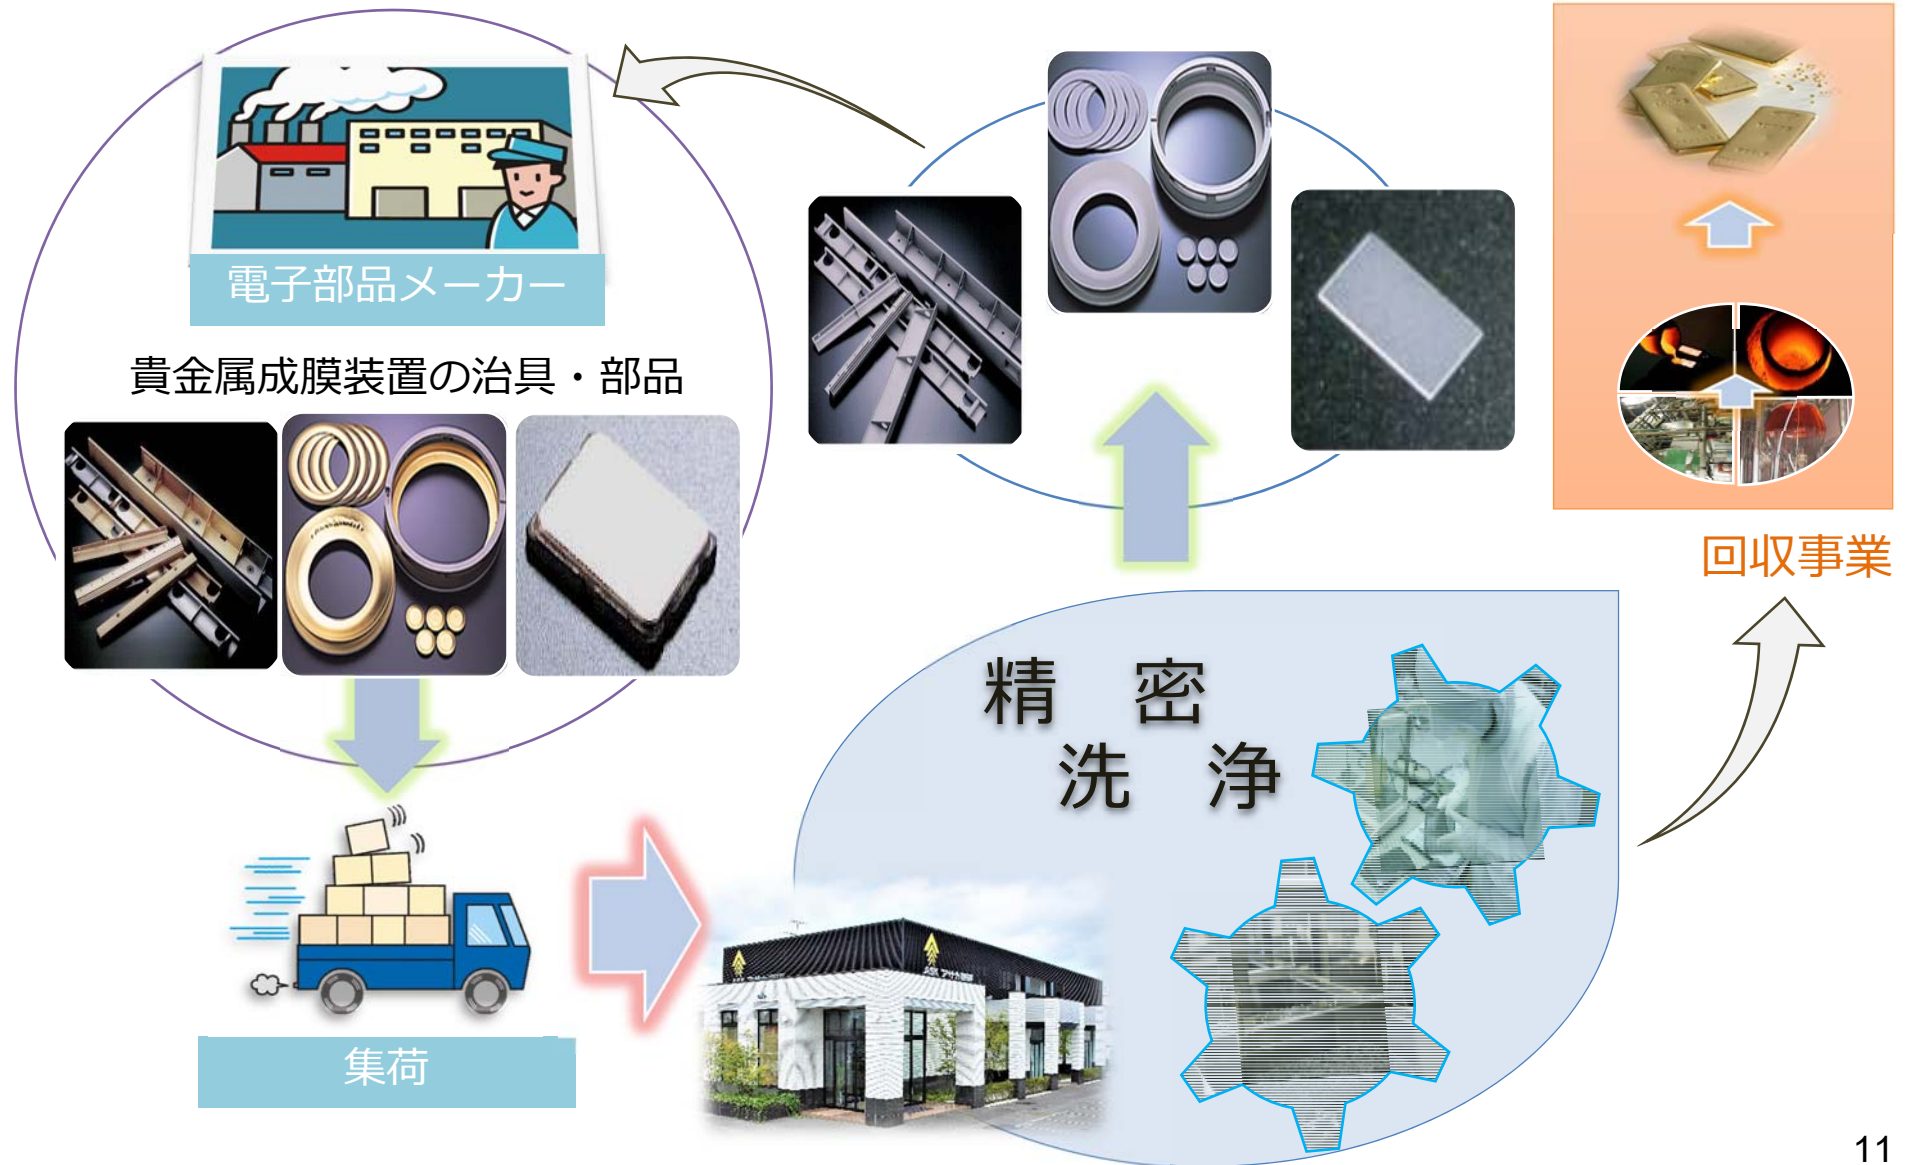 電子部品メーカー
貴金属成膜装置の治具・部品
集荷
精　密
洗　浄
回収事業
11